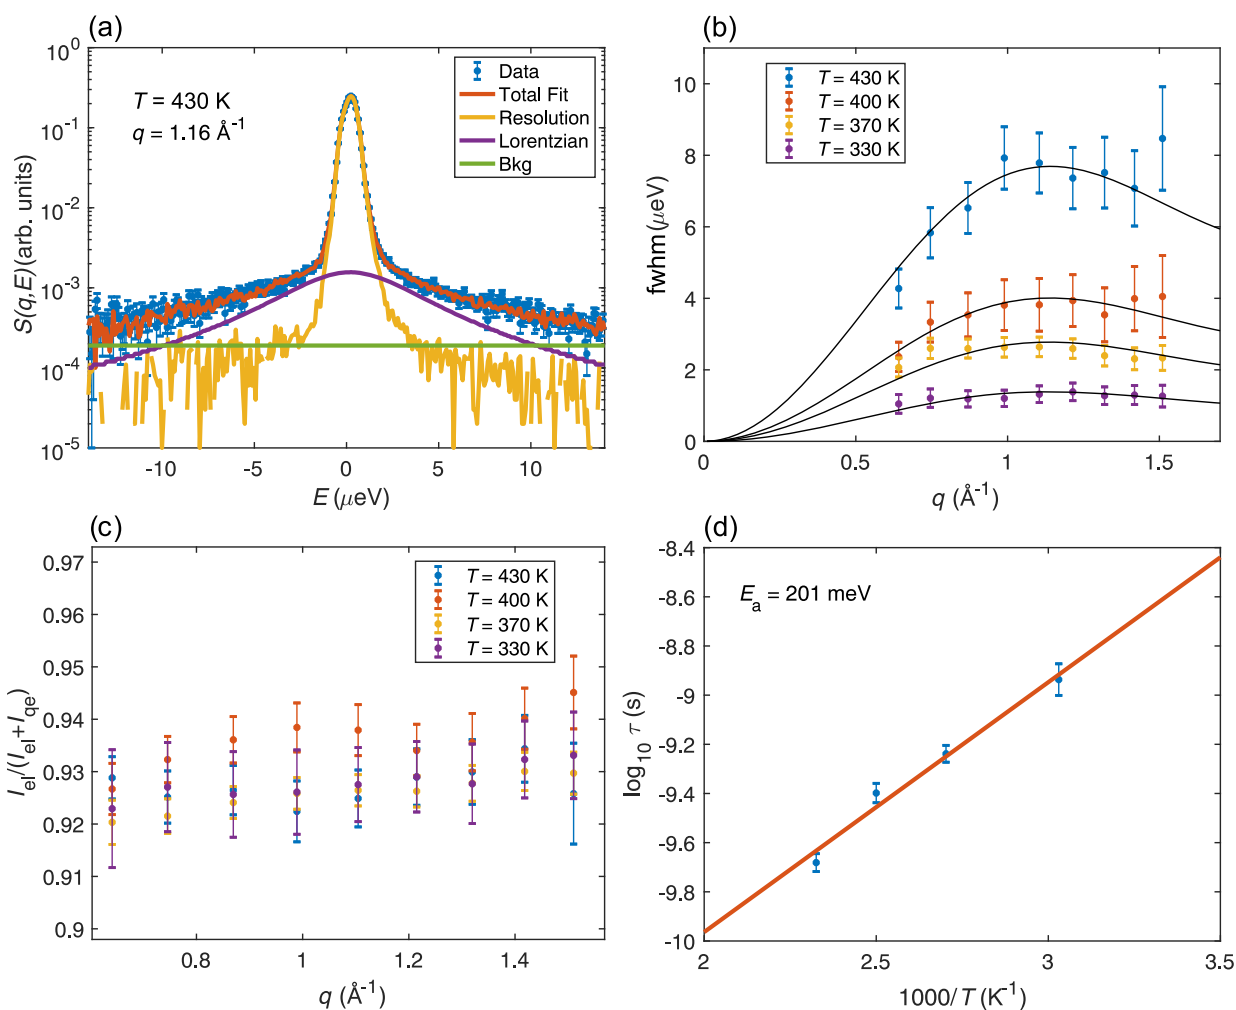 (a)
10⁰
10⁻¹
10⁻²
10⁻³
10⁻⁴
10⁻⁵
S(q,E) (arb. units)
T = 430 K
q = 1.16 Å⁻¹
Data
Total Fit
Resolution
Lorentzian
Bkg
-10 -5 0 5 10
E (μeV)
(b)
10
8
6
4
2
0
fwhm (μeV)
T = 430 K
T = 400 K
T = 370 K
T = 330 K
0 0.5 1 1.5
q (Å⁻¹)
(c)
0.97
0.96
0.95
0.94
0.93
0.92
0.91
0.9
I_el/(I_el+I_qe)
T = 430 K
T = 400 K
T = 370 K
T = 330 K
0.8 1 1.2 1.4
q (Å⁻¹)
(d)
-8.4
-8.6
-8.8
-9
-9.2
-9.4
-9.6
-9.8
-10
log₁₀ τ (s)
Eₐ = 201 meV
2 2.5 3 3.5
1000/T (K⁻¹)